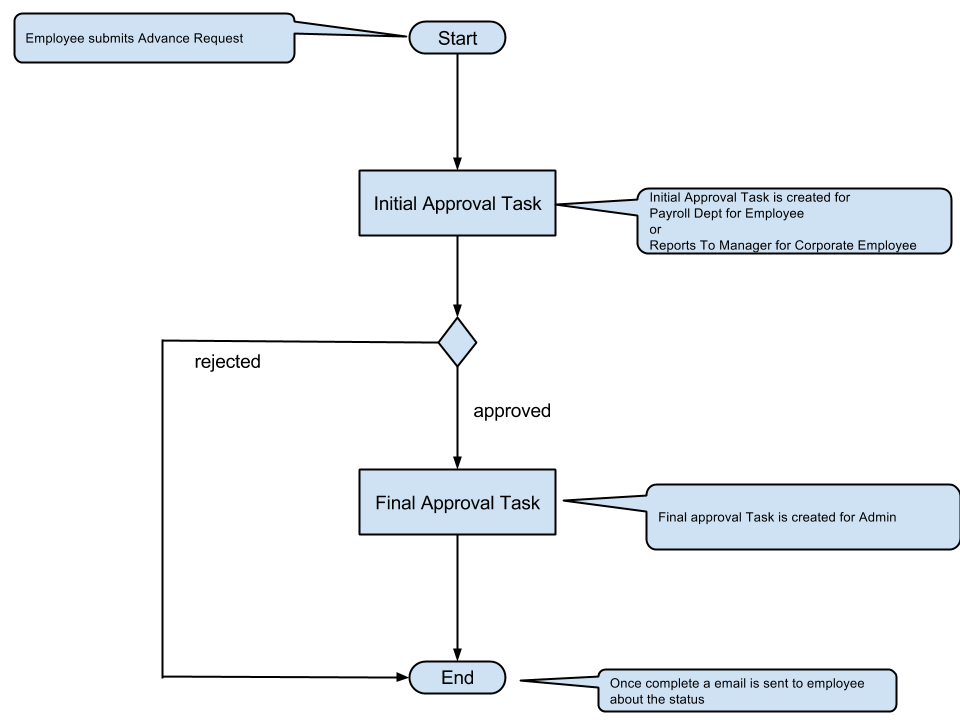 Employee submits Advance Request
Start
Initial Approval Task
Initial Approval Task is created for
Payroll Dept for Employee
or
Reports To Manager for Corporate Employee
rejected
approved
Final Approval Task
Final approval Task is created for Admin
End
Once complete a email is sent to employee
about the status